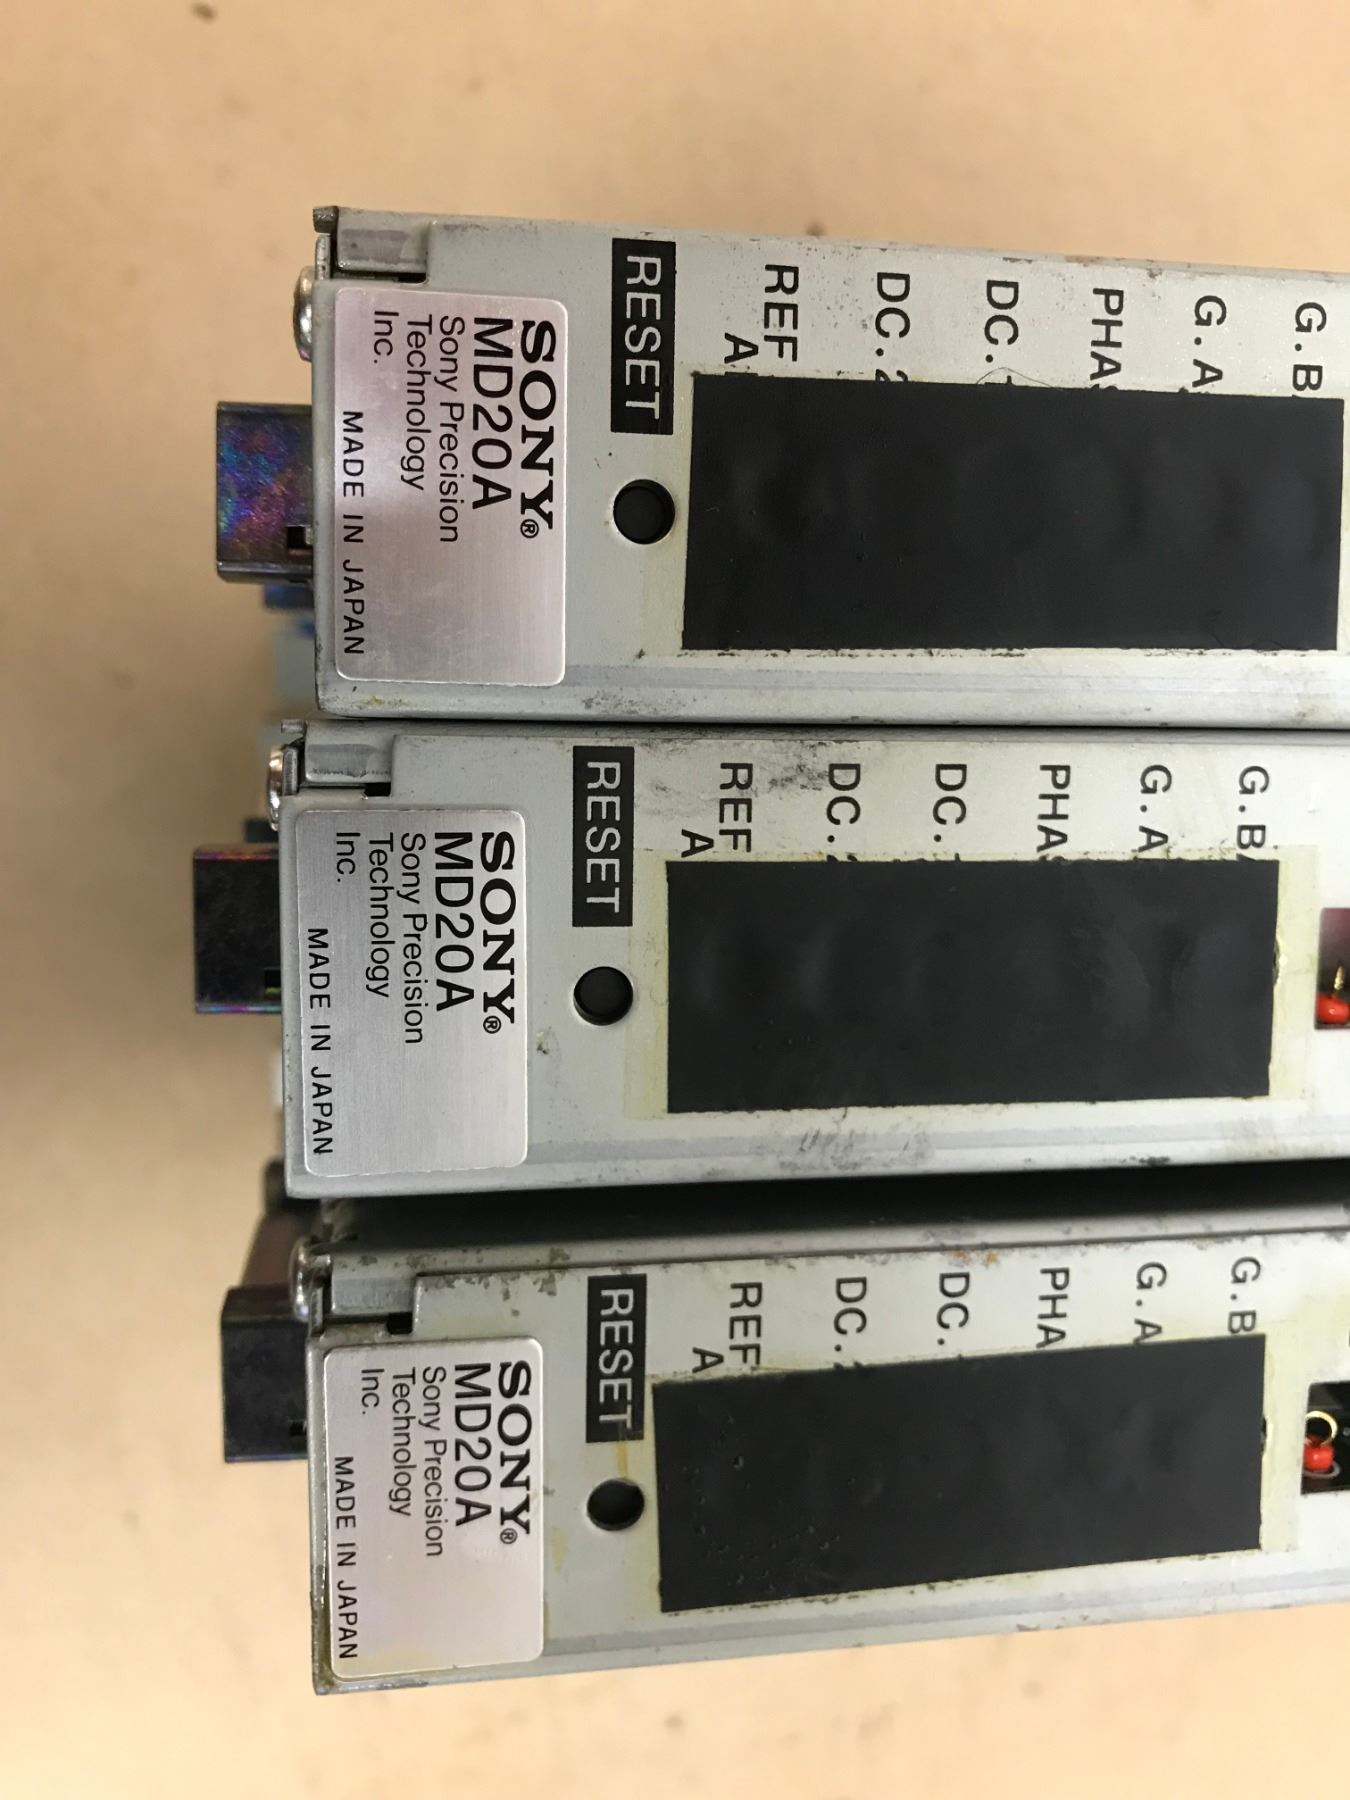 G.B
G.A
PHA
DC.
DC.2
REF
A
RESET
SONY®
MD20A
Sony Precision
Technology
Inc.
MADE IN JAPAN
G.B
G.A
PHA
DC.
DC.
REF
A
RESET
SONY®
MD20A
Sony Precision
Technology
Inc.
MADE IN JAPAN
G.B
G.A
PHA
DC.
DC.
REF
A
RESET
SONY®
MD20A
Sony Precision
Technology
Inc.
MADE IN JAPAN